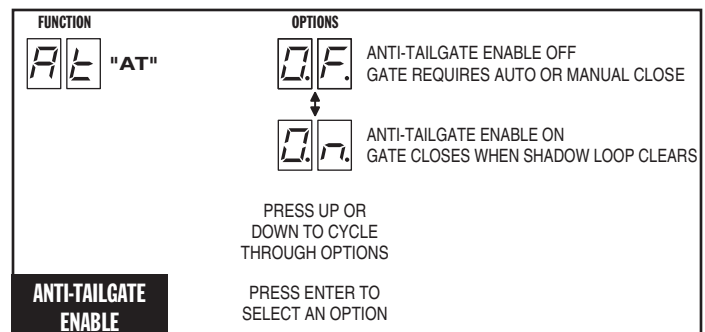 FUNCTION
OPTIONS
At "AT"
O.F. ANTI-TAILGATE ENABLE OFF
GATE REQUIRES AUTO OR MANUAL CLOSE
O.n. ANTI-TAILGATE ENABLE ON
GATE CLOSES WHEN SHADOW LOOP CLEARS
PRESS UP OR
DOWN TO CYCLE
THROUGH OPTIONS
ANTI-TAILGATE
ENABLE
PRESS ENTER TO
SELECT AN OPTION